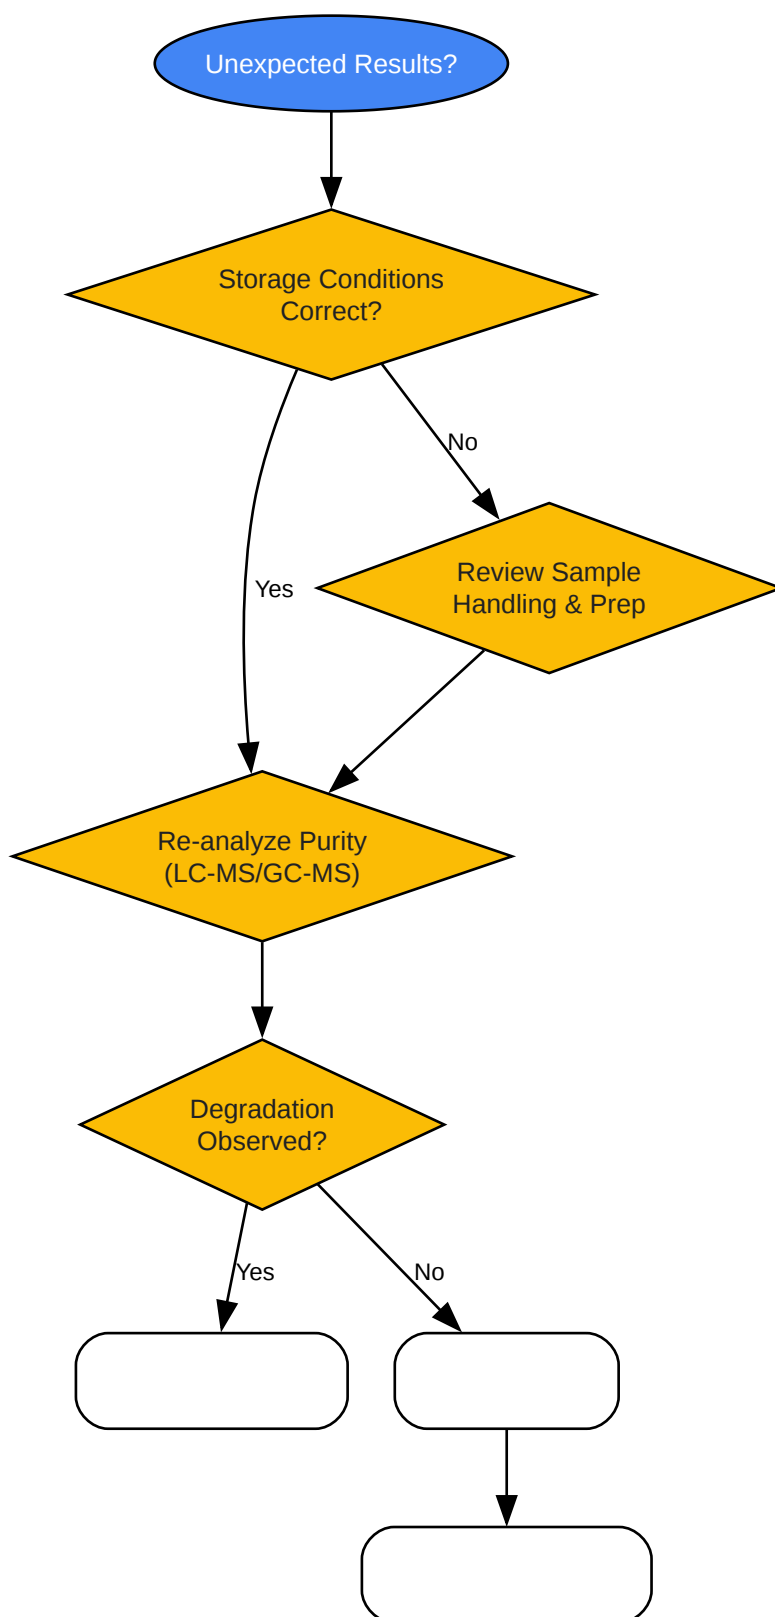 Unexpected Results?
Storage Conditions
Correct?
No
Review Sample
Handling & Prep
Yes
Re-analyze Purity
(LC-MS/GC-MS)
Degradation
Observed?
Yes
No